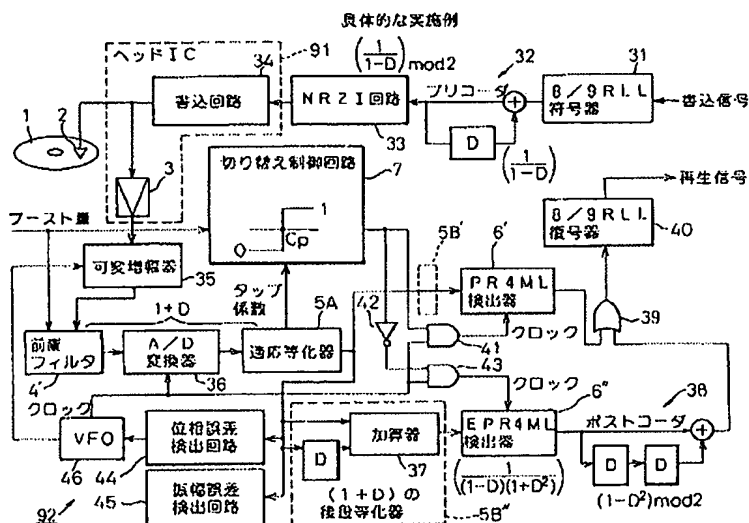 具体的な実施例
ヘッドIC
91
34
書込回路
(1/(1-D))mod2
NRZI回路
33
32
プリコーダ
D
(1/(1-D))
31
8/9RLL
符号器
書込信号
1
2
3
切り替え制御回路
7
1
0
Cp
再生信号
8/9RLL
復号器
40
ブースト量
可変増幅器
35
1+D
タップ
係数
5B'
6'
PR4ML
検出器
39
前置
フィルタ
4'
A/D
変換器
36
5A
適応等化器
42
41
クロック
43
クロック
6"
38
クロック
VFO
46
位相誤差
検出回路
44
加算器
37
D
EPR4ML
検出器
ポストコーダ
振幅誤差
検出回路
45
92
(1+D)の
後段等化器
5B"
(1/((1-D)(1+D²)))
D
D
(1-D²)mod2